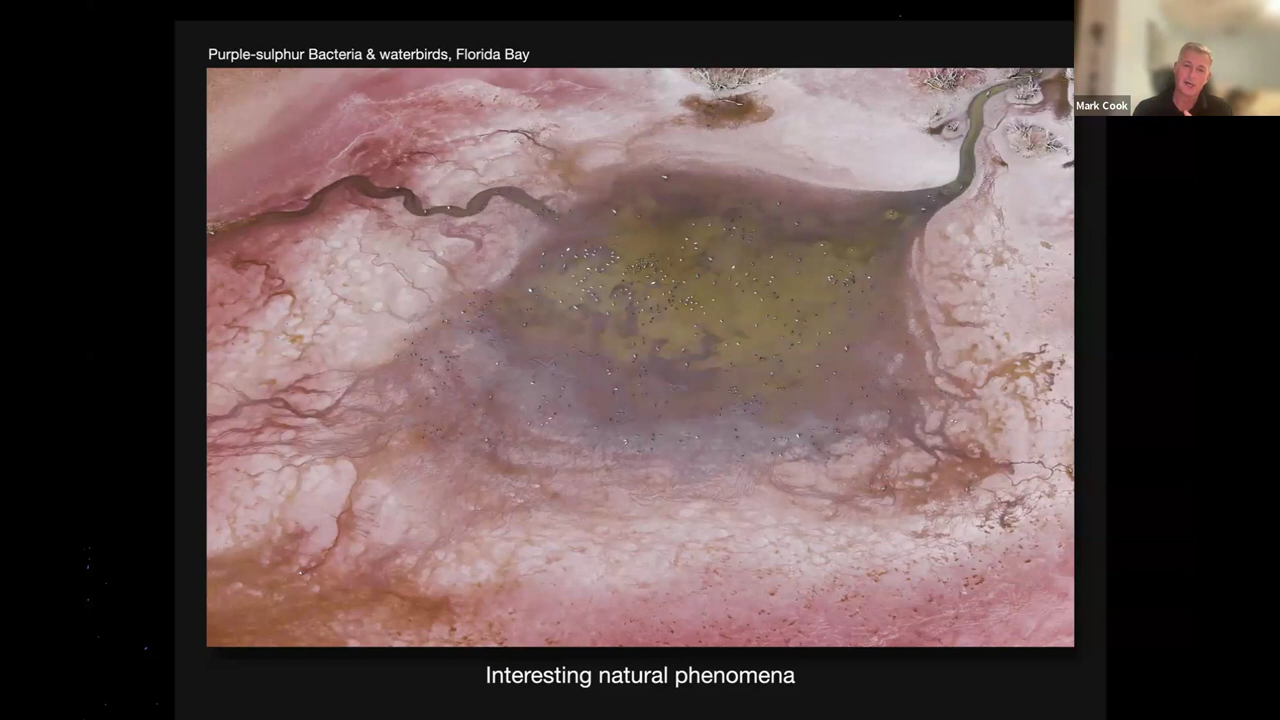 Purple-sulphur Bacteria & waterbirds, Florida Bay
Mark Cook
Interesting natural phenomena